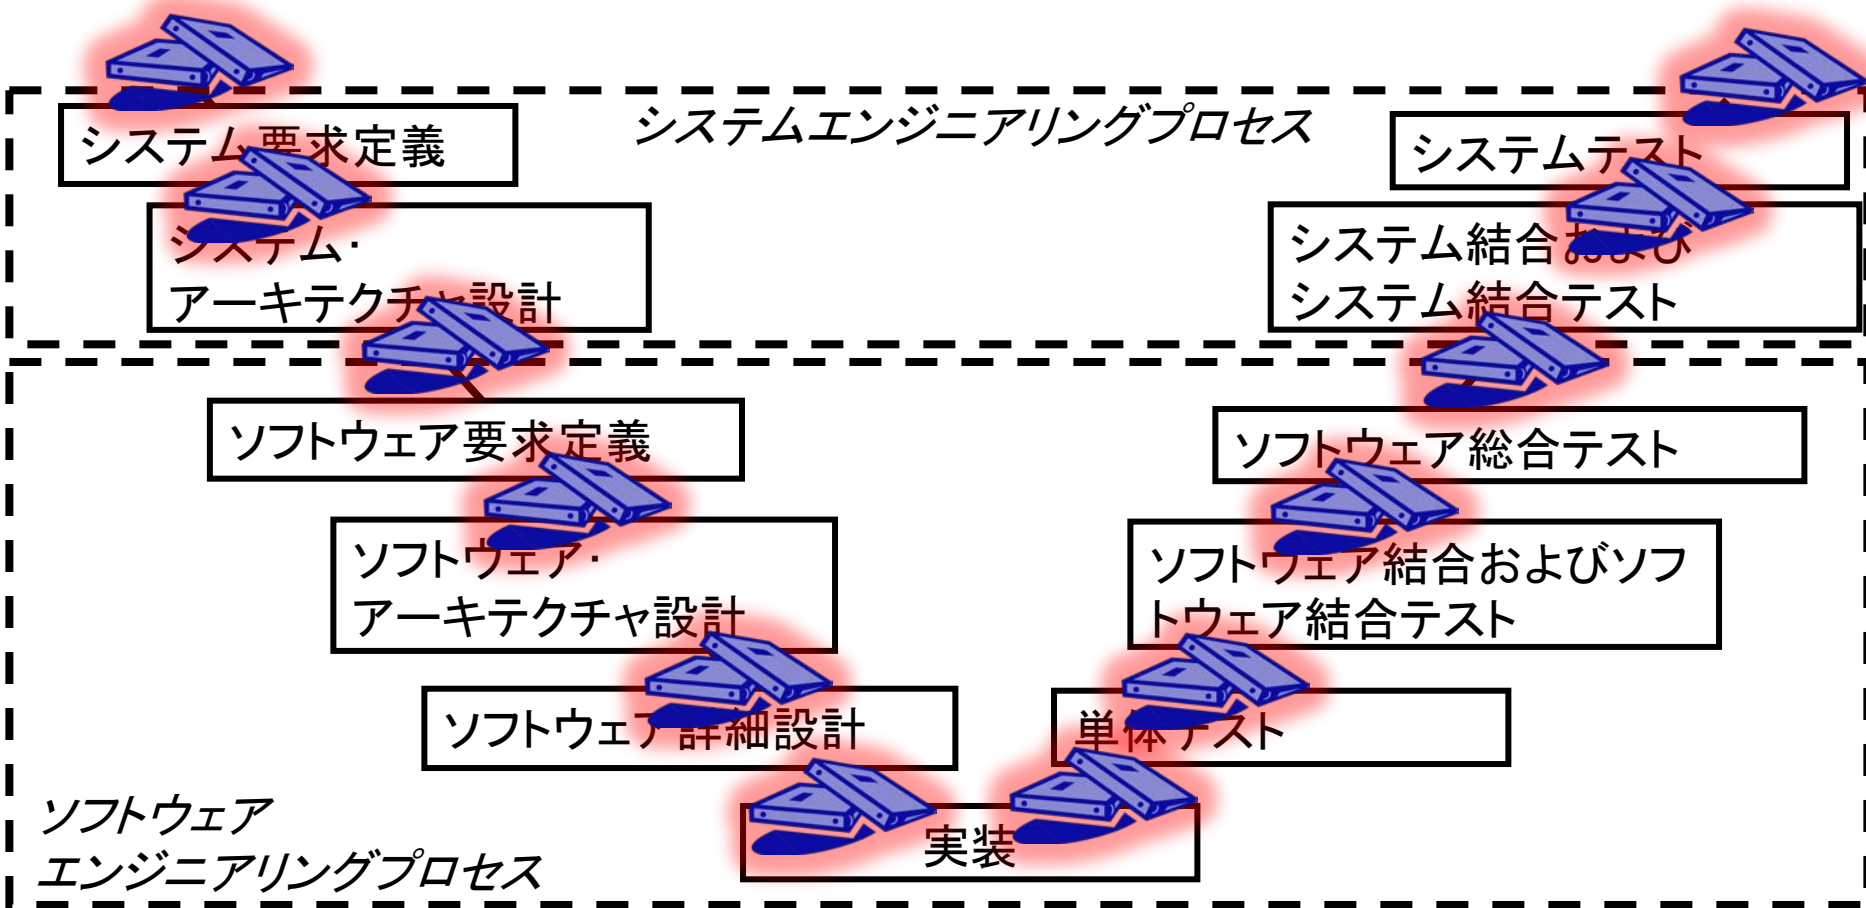 システムエンジニアリングプロセス
システム要求定義
システム・
アーキテクチャ設計
システムテスト
システム結合および
システム結合テスト
ソフトウェア要求定義
ソフトウェア・
アーキテクチャ設計
ソフトウェア詳細設計
実装
単体テスト
ソフトウェア結合およびソフ
トウェア結合テスト
ソフトウェア総合テスト
ソフトウェア
エンジニアリングプロセス